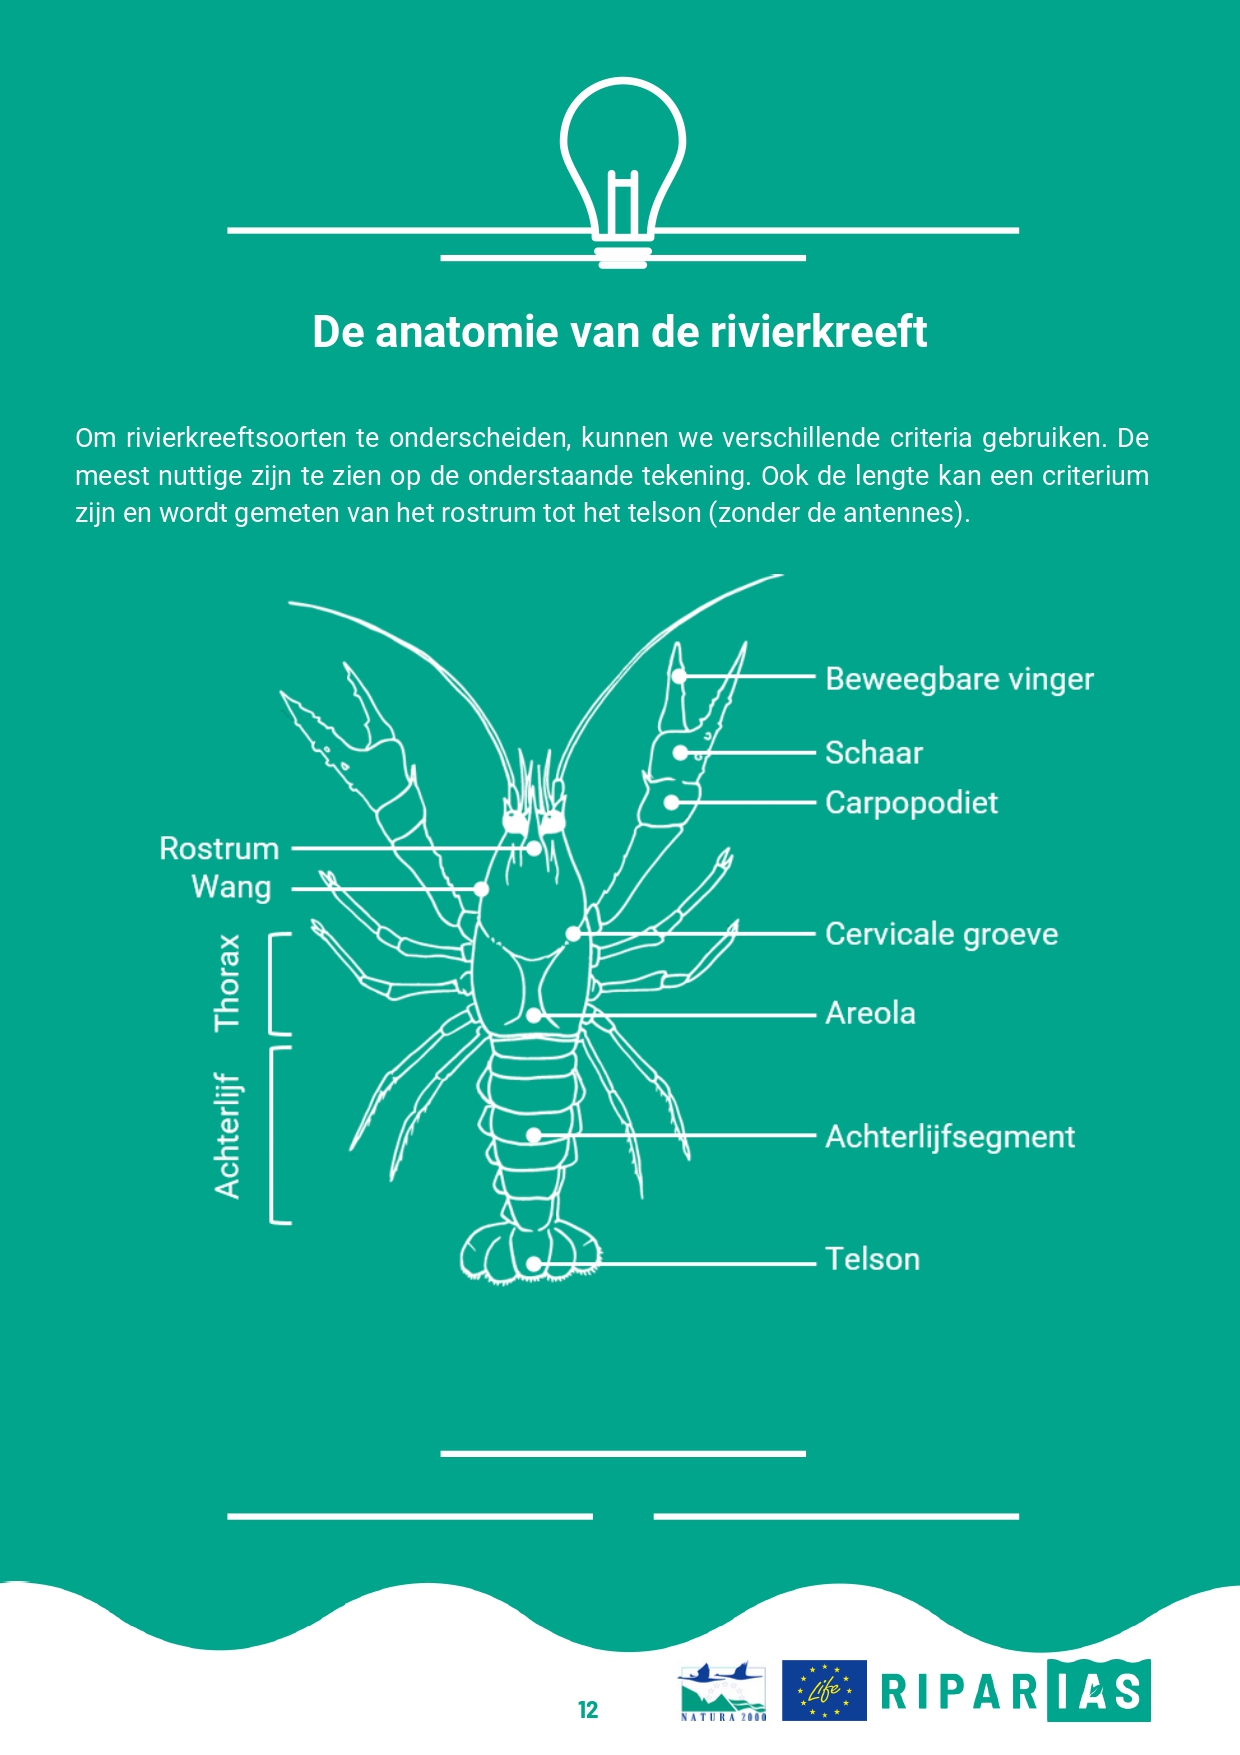 De anatomie van de rivierkreeft
Om rivierkreeftsoorten te onderscheiden, kunnen we verschillende criteria gebruiken. De
meest nuttige zijn te zien op de onderstaande tekening. Ook de lengte kan een criterium
zijn en wordt gemeten van het rostrum tot het telson (zonder de antennes).
Beweegbare vinger
Schaar
Carpopodiet
Rostrum
Wang
Thorax
Cervicale groeve
Areola
Achterlijf
Achterlijfsegment
Telson
12
NATURA 2000
Life
RIPARIAS